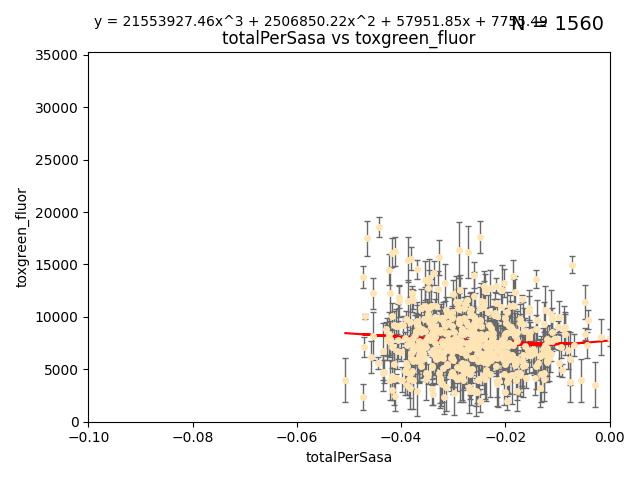 y = 21553927.46x^3 + 2506850.22x^2 + 57951.85x + 7755.49
N = 1560
totalPerSasa vs toxgreen_fluor
35000
30000
25000
20000
15000
10000
5000
0
toxgreen_fluor
−0.10
−0.08
−0.06
−0.04
−0.02
0.00
totalPerSasa